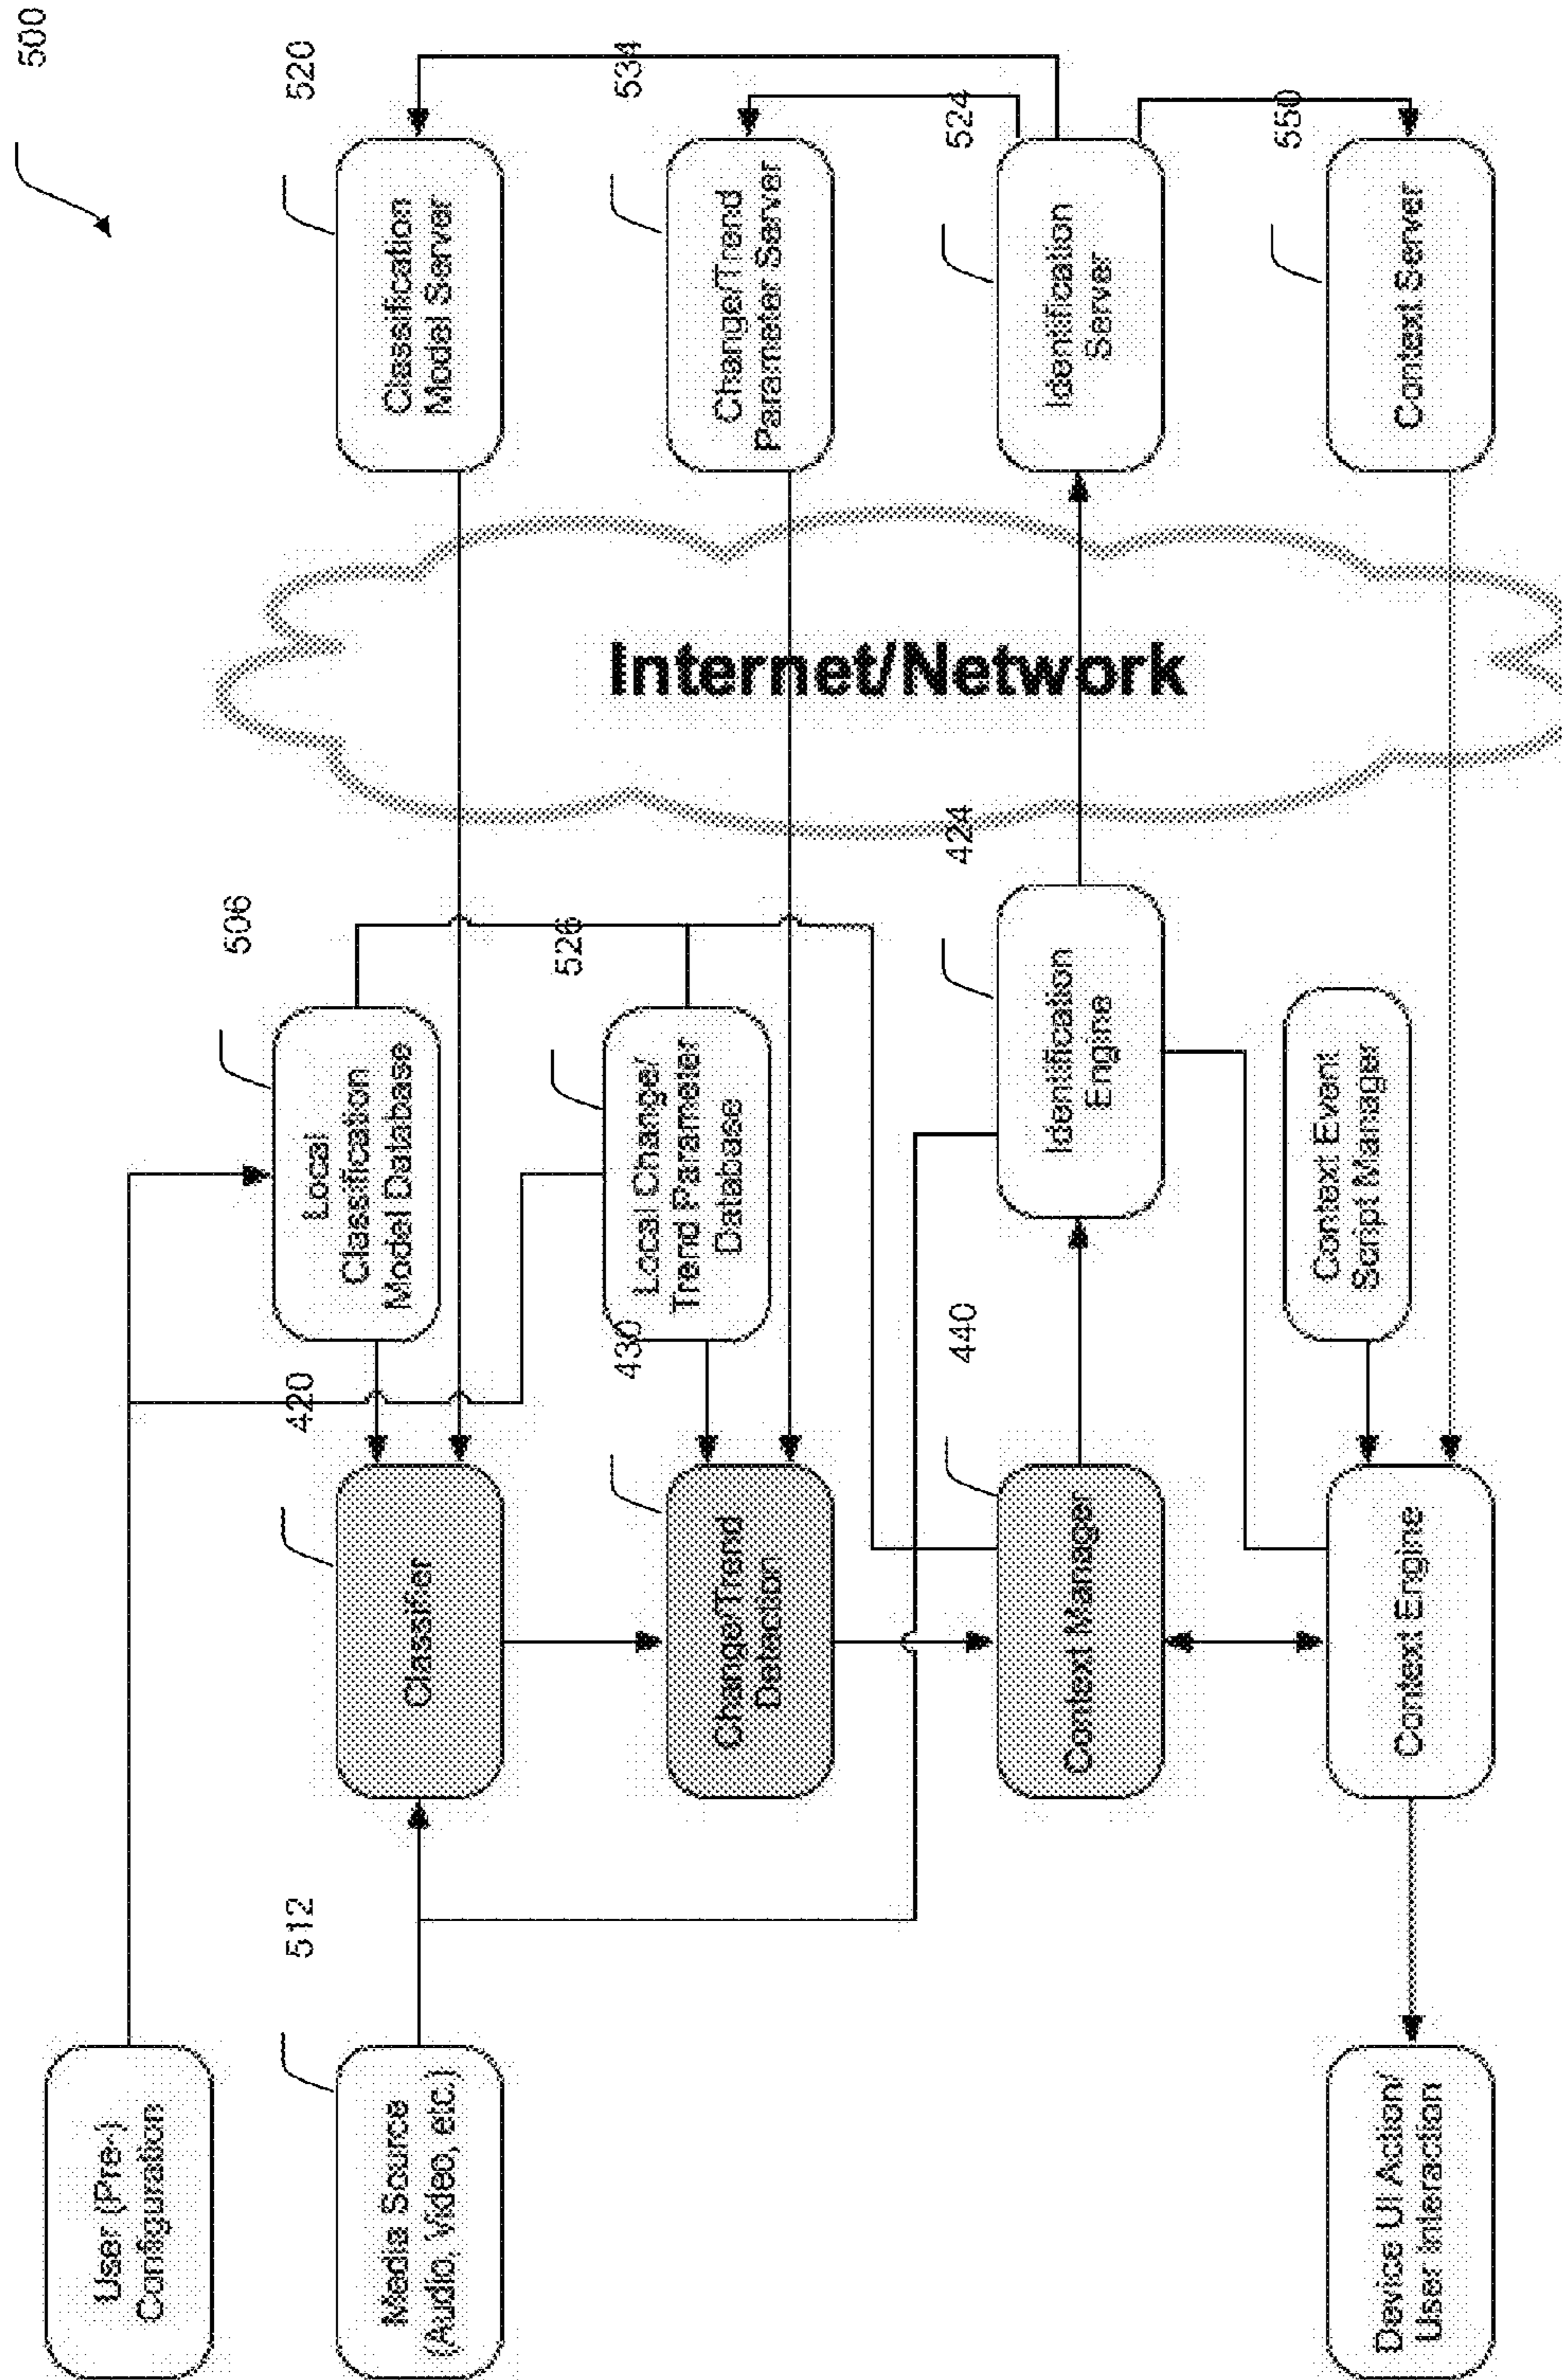 500
User (Pre-)
Configuration
Media Source
(Audio, Video, etc.)
512
Device UI Action/
User Interaction
Classifier
420
Change/Trend
Detection
430
Context Manager
440
Context Engine
Local
Classification
Model Database
506
Local Change/
Trend Parameter
Database
526
Identification
Engine
424
Context Event
Script Manager
Internet/Network
Classification
Model Server
520
Change/Trend
Parameter Server
534
Identification
Server
524
Context Server
550